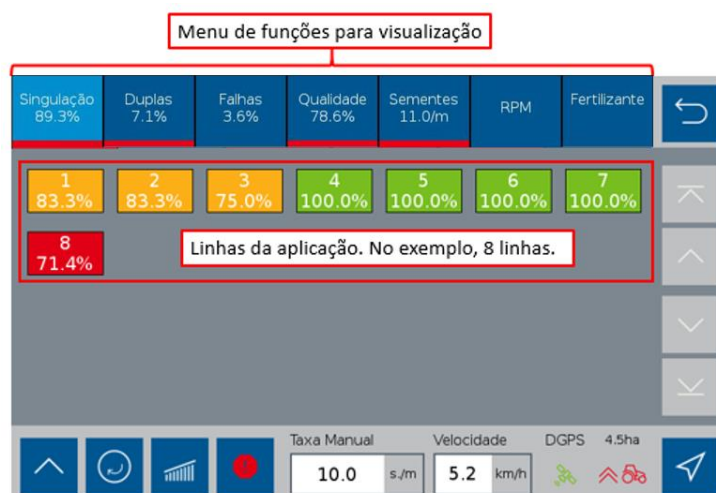 Menu de funções para visualização
Singulação Duplas Falhas Qualidade Sementes RPM Fertilizante
89.3% 7.1% 3.6% 78.6% 11.0/m
1 2 3 4 5 6 7
83.3% 83.3% 75.0% 100.0% 100.0% 100.0% 100.0%
8
71.4%
Linhas da aplicação. No exemplo, 8 linhas.
Taxa Manual Velocidade DGPS 4.5ha
10.0 s./m 5.2 km/h